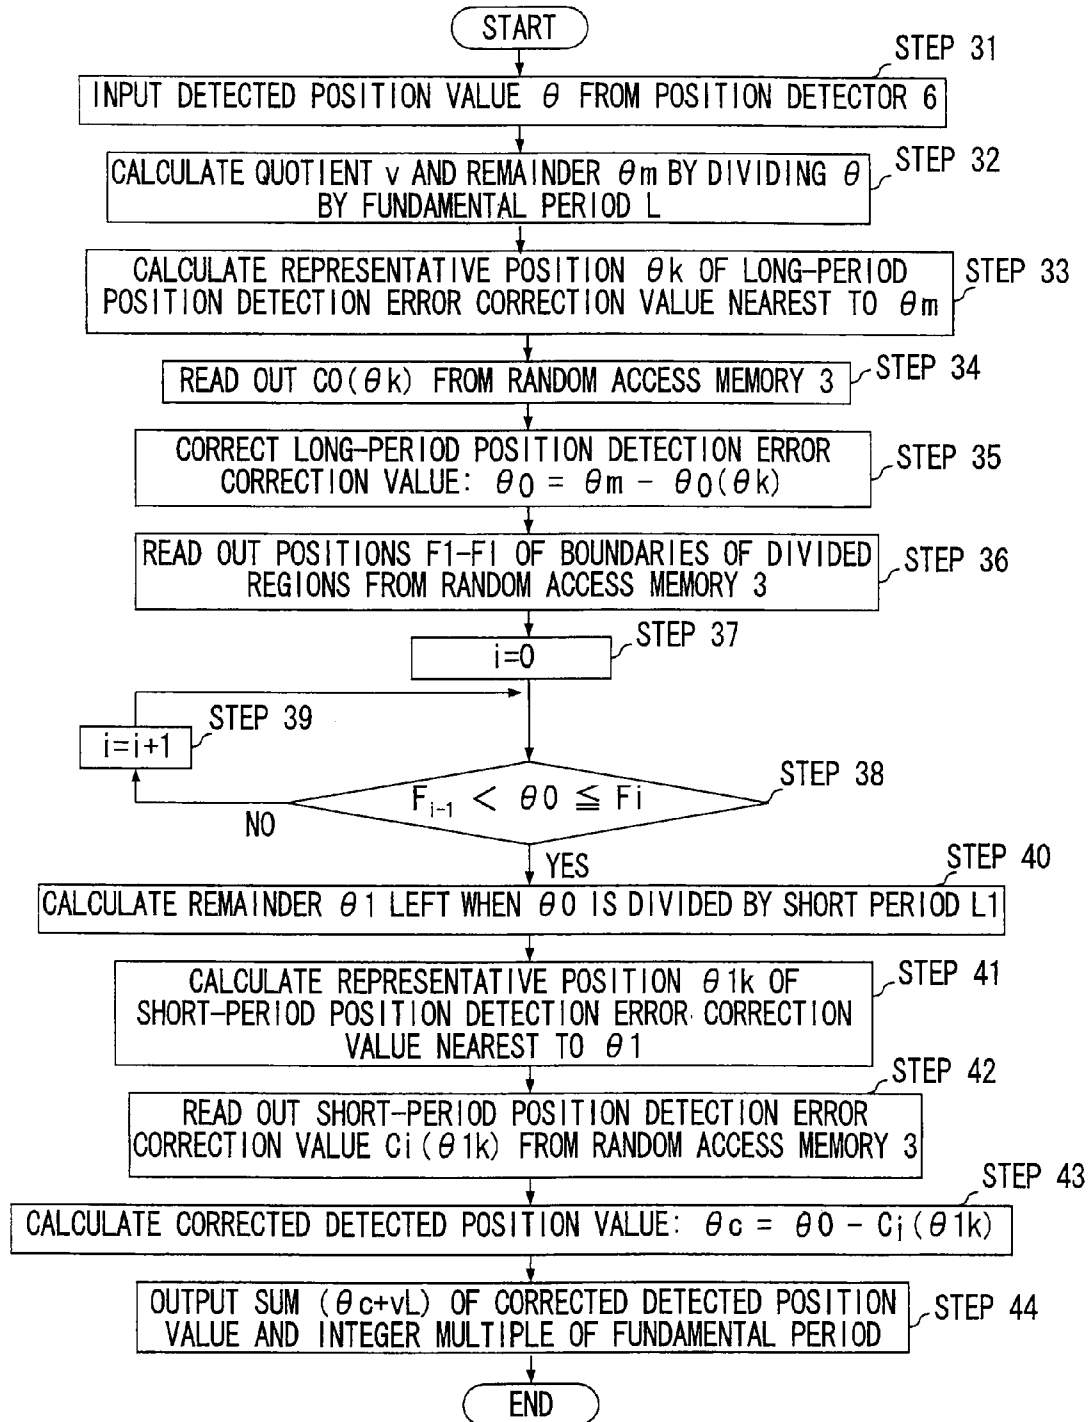 START
STEP 31
INPUT DETECTED POSITION VALUE θ FROM POSITION DETECTOR 6
STEP 32
CALCULATE QUOTIENT v AND REMAINDER θm BY DIVIDING θ
BY FUNDAMENTAL PERIOD L
STEP 33
CALCULATE REPRESENTATIVE POSITION θk OF LONG-PERIOD
POSITION DETECTION ERROR CORRECTION VALUE NEAREST TO θm
STEP 34
READ OUT CO(θk) FROM RANDOM ACCESS MEMORY 3
STEP 35
CORRECT LONG-PERIOD POSITION DETECTION ERROR
CORRECTION VALUE: θ0 = θm - θ0(θk)
STEP 36
READ OUT POSITIONS F1-FI OF BOUNDARIES OF DIVIDED
REGIONS FROM RANDOM ACCESS MEMORY 3
STEP 37
i=0
STEP 39
i=i+1
STEP 38
Fi-1 < θ0 ≦ Fi
NO
YES
STEP 40
CALCULATE REMAINDER θ1 LEFT WHEN θ0 IS DIVIDED BY SHORT PERIOD L1
STEP 41
CALCULATE REPRESENTATIVE POSITION θ1k OF
SHORT-PERIOD POSITION DETECTION ERROR CORRECTION
VALUE NEAREST TO θ1
STEP 42
READ OUT SHORT-PERIOD POSITION DETECTION ERROR
CORRECTION VALUE Ci(θ1k) FROM RANDOM ACCESS MEMORY 3
STEP 43
CALCULATE CORRECTED DETECTED POSITION VALUE: θc = θ0 - Ci(θ1k)
STEP 44
OUTPUT SUM (θc+vL) OF CORRECTED DETECTED POSITION
VALUE AND INTEGER MULTIPLE OF FUNDAMENTAL PERIOD
END